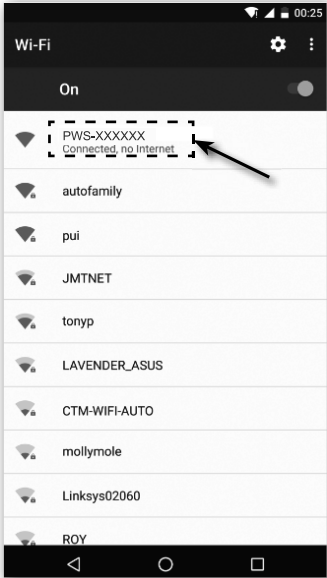 00:25
Wi-Fi
On
PWS-XXXXXX
Connected, no Internet
autofamily
pui
JMTNET
tonyp
LAVENDER_ASUS
CTM-WIFI-AUTO
mollymole
Linksys02060
ROY